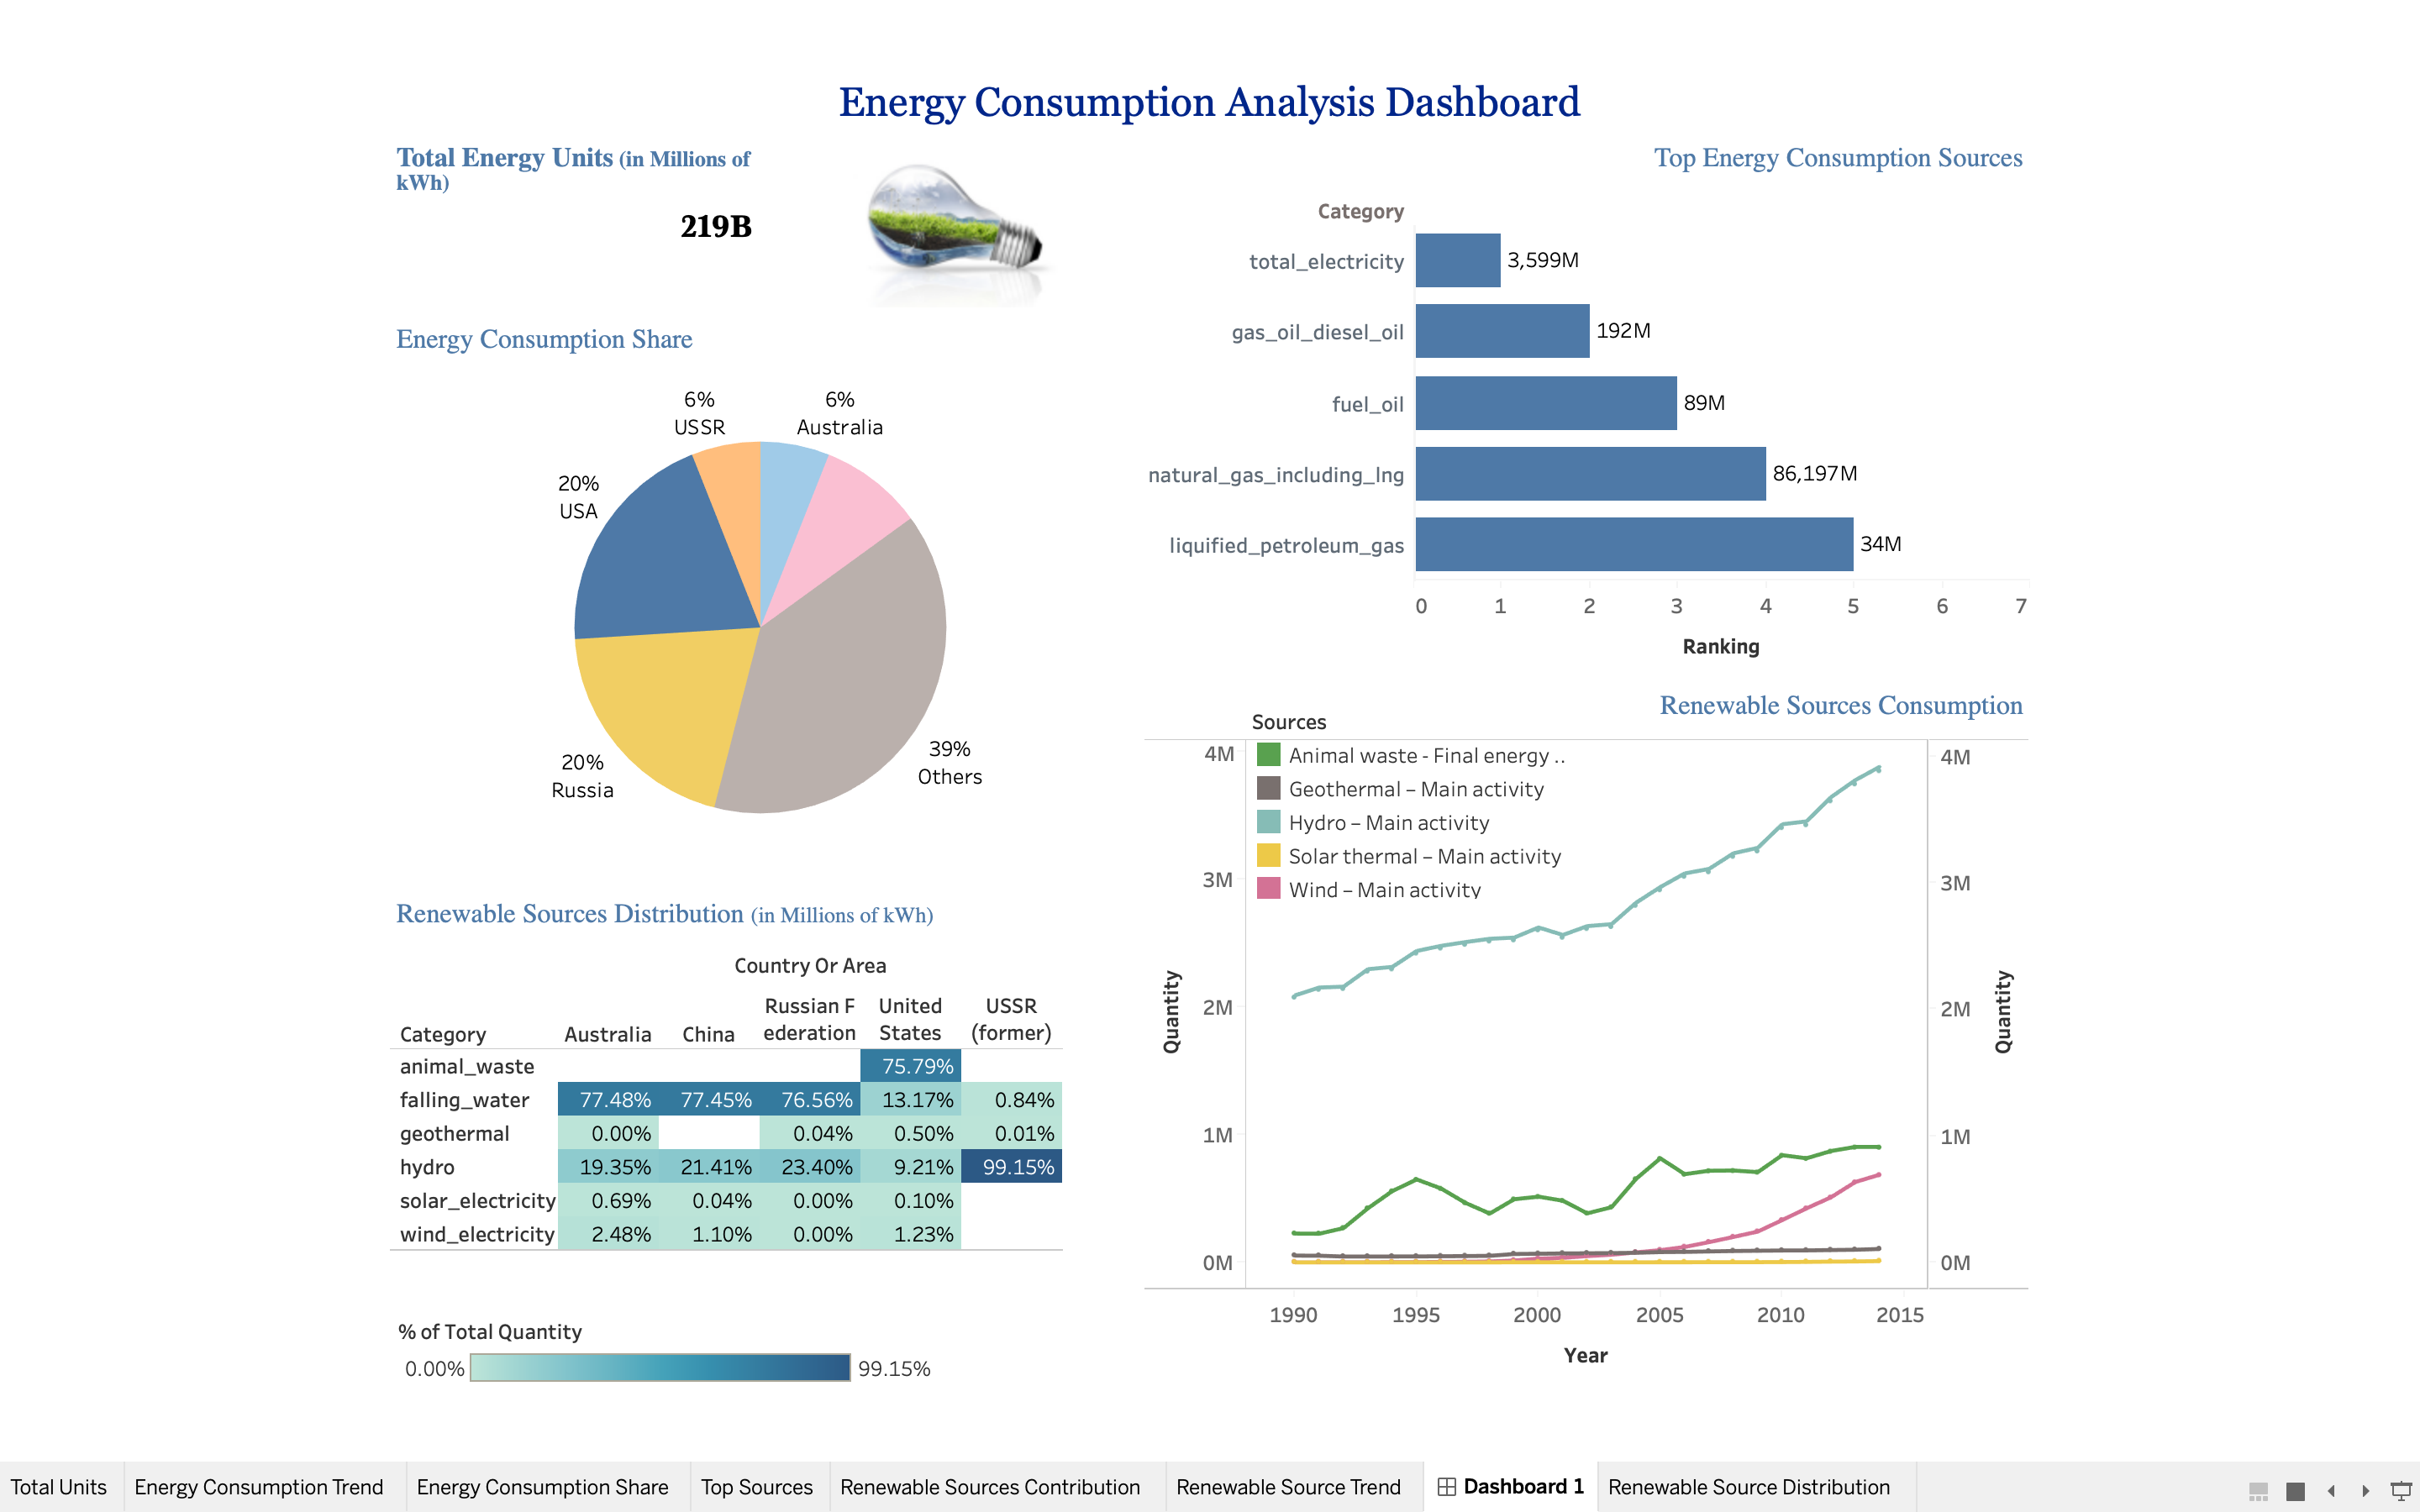 Energy Consumption Analysis Dashboard
Total Energy Units (in Millions of
kWh)
219B
Energy Consumption Share
6%
USSR
6%
Australia
20%
USA
20%
Russia
39%
Others
Renewable Sources Distribution (in Millions of kWh)
Country Or Area
Category Australia China Russian F ederation United States USSR (former)
animal_waste 75.79%
falling_water 77.48% 77.45% 76.56% 13.17% 0.84%
geothermal 0.00% 0.04% 0.50% 0.01%
hydro 19.35% 21.41% 23.40% 9.21% 99.15%
solar_electricity 0.69% 0.04% 0.00% 0.10%
wind_electricity 2.48% 1.10% 0.00% 1.23%
% of Total Quantity
0.00% 99.15%
Top Energy Consumption Sources
Category
total_electricity 3,599M
gas_oil_diesel_oil 192M
fuel_oil 89M
natural_gas_including_lng 86,197M
liquified_petroleum_gas 34M
0 1 2 3 4 5 6 7
Ranking
Renewable Sources Consumption
Sources
Animal waste - Final energy ..
Geothermal – Main activity
Hydro – Main activity
Solar thermal – Main activity
Wind – Main activity
4M
3M
2M
1M
0M
Quantity
4M
3M
2M
1M
0M
Quantity
1990 1995 2000 2005 2010 2015
Year
Total Units Energy Consumption Trend Energy Consumption Share Top Sources Renewable Sources Contribution Renewable Source Trend Dashboard 1 Renewable Source Distribution